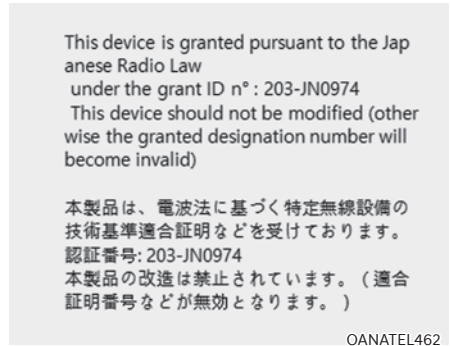 This device is granted pursuant to the Jap
anese Radio Law
under the grant ID n° : 203-JN0974
This device should not be modified (other
wise the granted designation number will
become invalid)
本製品は、電波法に基づく特定無線設備の
技術基準適合証明などを受けております。
認証番号: 203-JN0974
本製品の改造は禁止されています。（適合
証明番号などが無効となります。）
OANATEL462